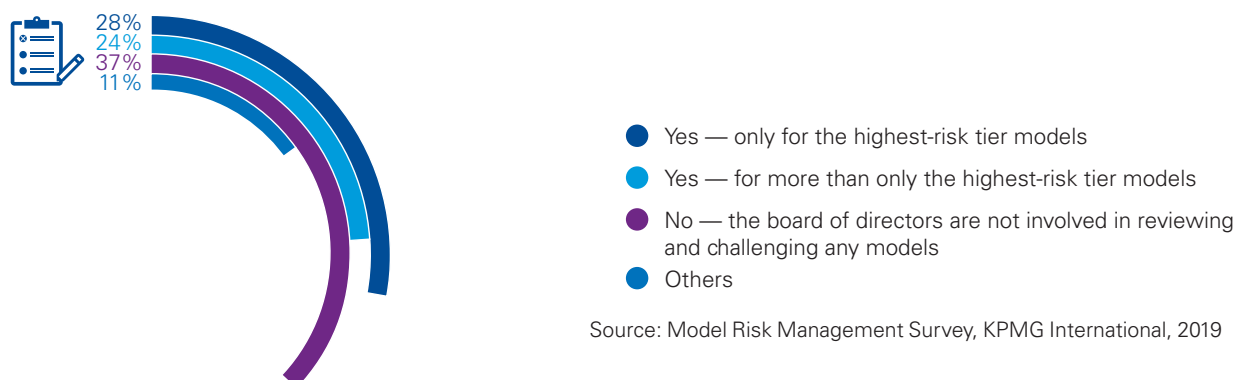 28%
24%
37%
11%
Yes — only for the highest-risk tier models
Yes — for more than only the highest-risk tier models
No — the board of directors are not involved in reviewing
and challenging any models
Others
Source: Model Risk Management Survey, KPMG International, 2019